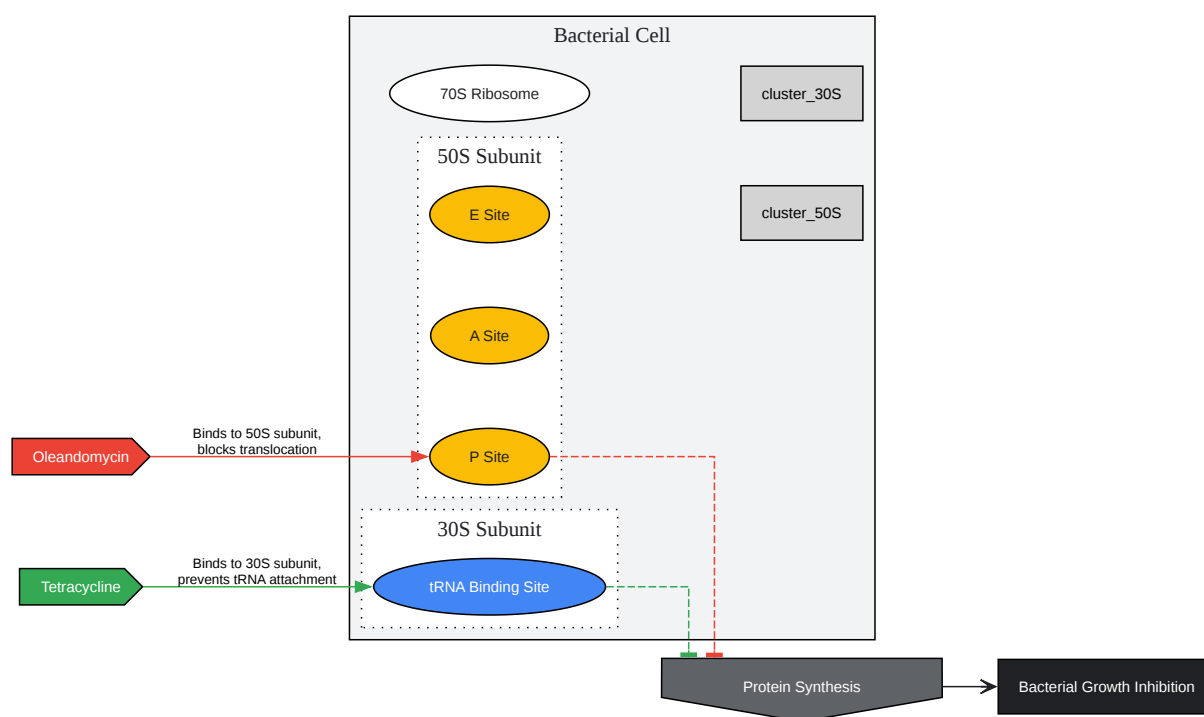 Bacterial Cell
70S Ribosome
cluster_30S
50S Subunit
E Site
cluster_50S
A Site
Oleandomycin
Binds to 50S subunit,
blocks translocation
P Site
30S Subunit
Tetracycline
Binds to 30S subunit,
prevents tRNA attachment
tRNA Binding Site
Protein Synthesis
Bacterial Growth Inhibition